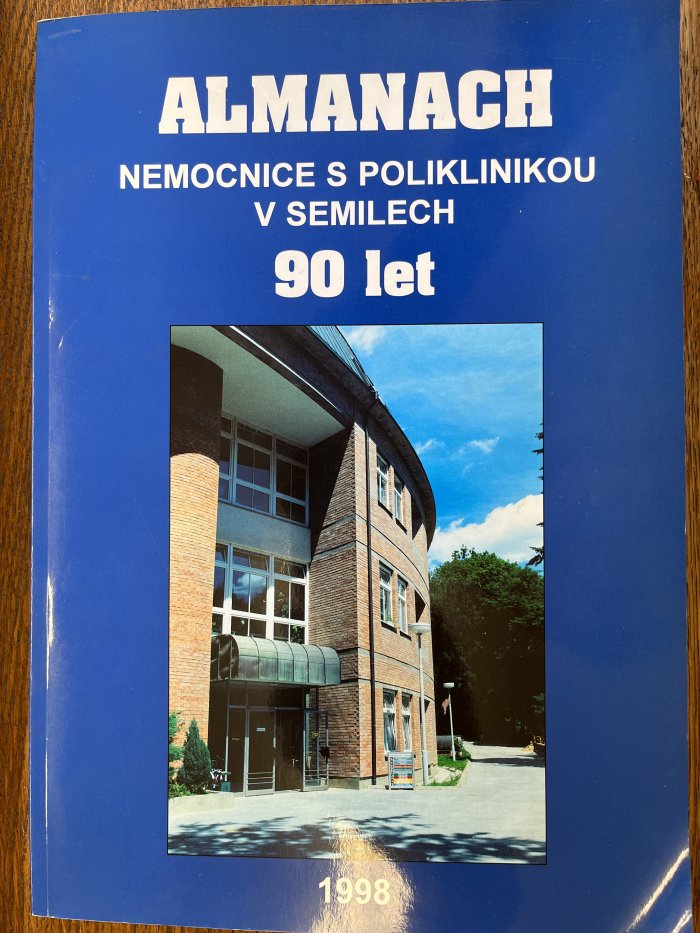 ALMANACH
NEMOCNICE S POLIKLINIKOU
V SEMILECH
90 let
1998